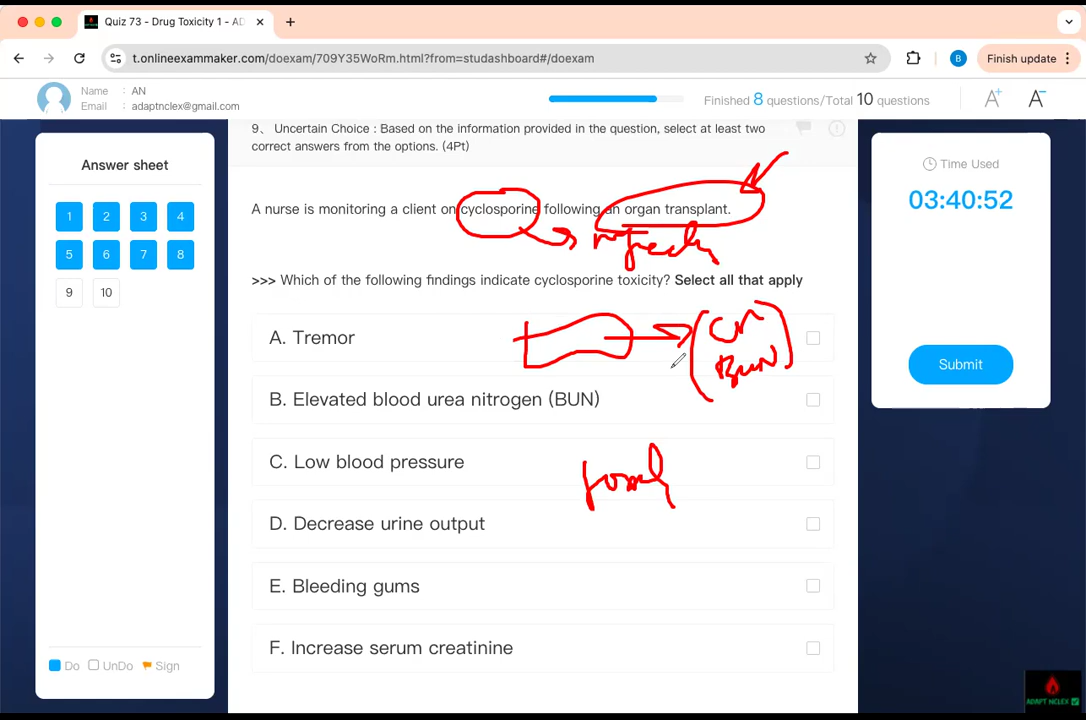 Quiz 73 - Drug Toxicity 1 - AD
t.onlineexammaker.com/doexam/709Y35WoRm.html?from=studashboard#/doexam
B
Finish update
Name : AN
Email : adaptnclex@gmail.com
Finished 8 questions/Total 10 questions
A+ A-
Answer sheet
1 2 3 4
5 6 7 8
9 10
Do UnDo Sign
9、 Uncertain Choice : Based on the information provided in the question, select at least two
correct answers from the options. (4Pt)
A nurse is monitoring a client on cyclosporine following an organ transplant.
>>> Which of the following findings indicate cyclosporine toxicity? Select all that apply
A. Tremor
BUN
B. Elevated blood urea nitrogen (BUN)
C. Low blood pressure
D. Decrease urine output
E. Bleeding gums
F. Increase serum creatinine
Time Used
03:40:52
Submit
ADAPT NCLEX